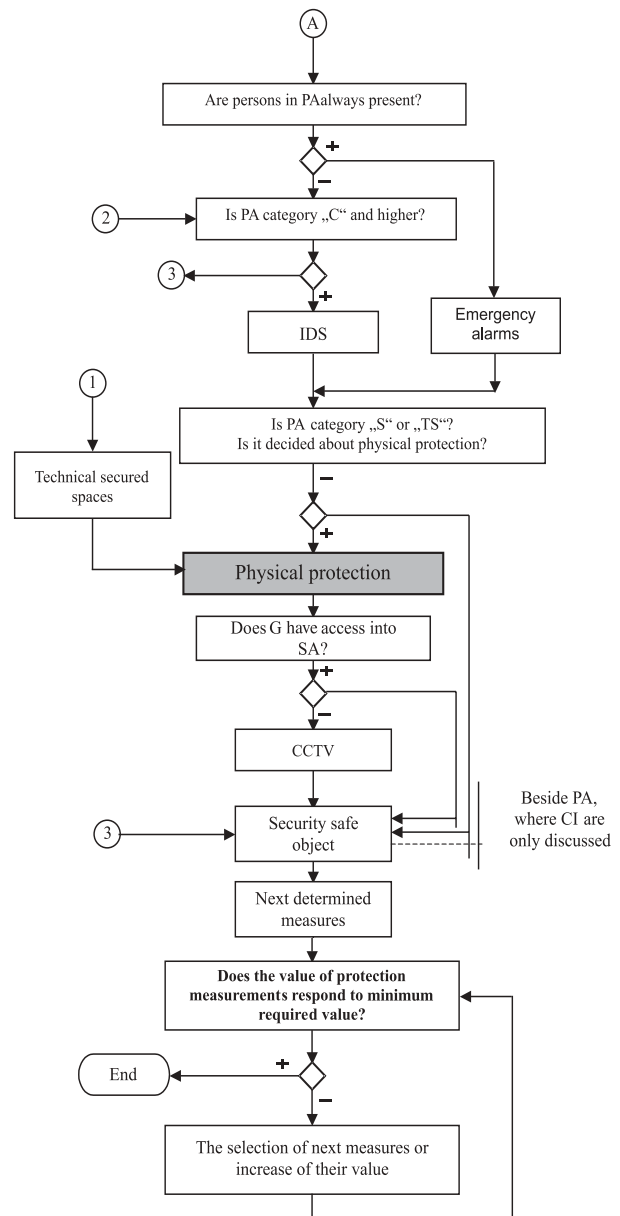 A
Are persons in PAalways present?
+
−
2
Is PA category „C“ and higher?
3
+
IDS
Emergency
alarms
1
Is PA category „S“ or „TS“?
Is it decided about physical protection?
Technical secured
spaces
−
+
Physical protection
Does G have access into
SA?
+
−
CCTV
3
Security safe
object
Beside PA,
where CI are
only discussed
Next determined
measures
Does the value of protection
measurements respond to minimum
required value?
+
End
−
The selection of next measures or
increase of their value